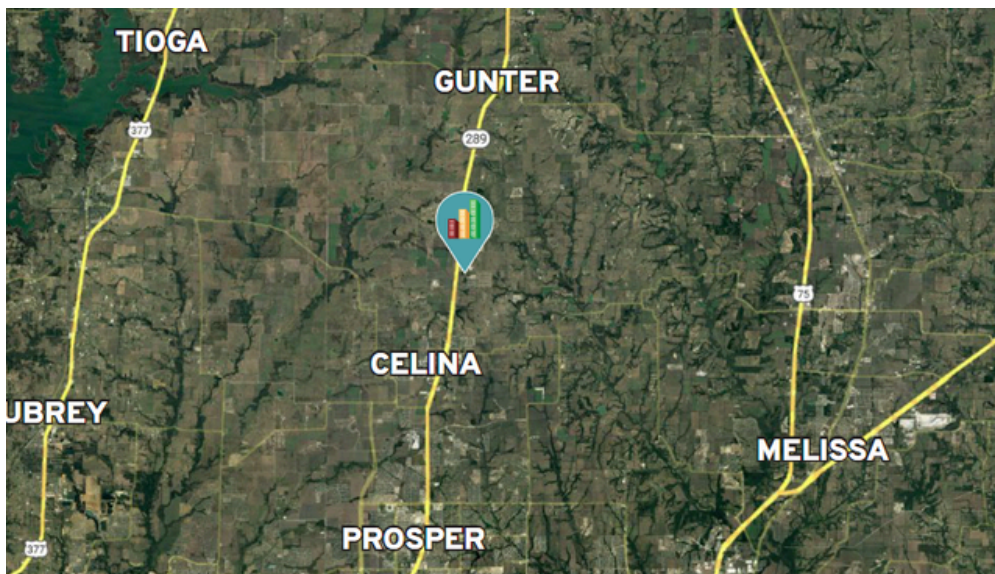 TIOGA
GUNTER
377
289
75
CELINA
UBREY
MELISSA
PROSPER
377